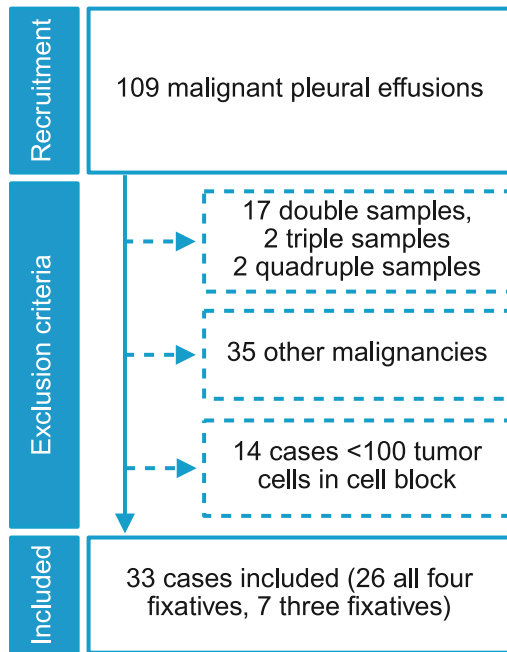 Recruitment
109 malignant pleural effusions
Exclusion criteria
17 double samples,
2 triple samples
2 quadruple samples
35 other malignancies
14 cases <100 tumor
cells in cell block
Included
33 cases included (26 all four
fixatives, 7 three fixatives)